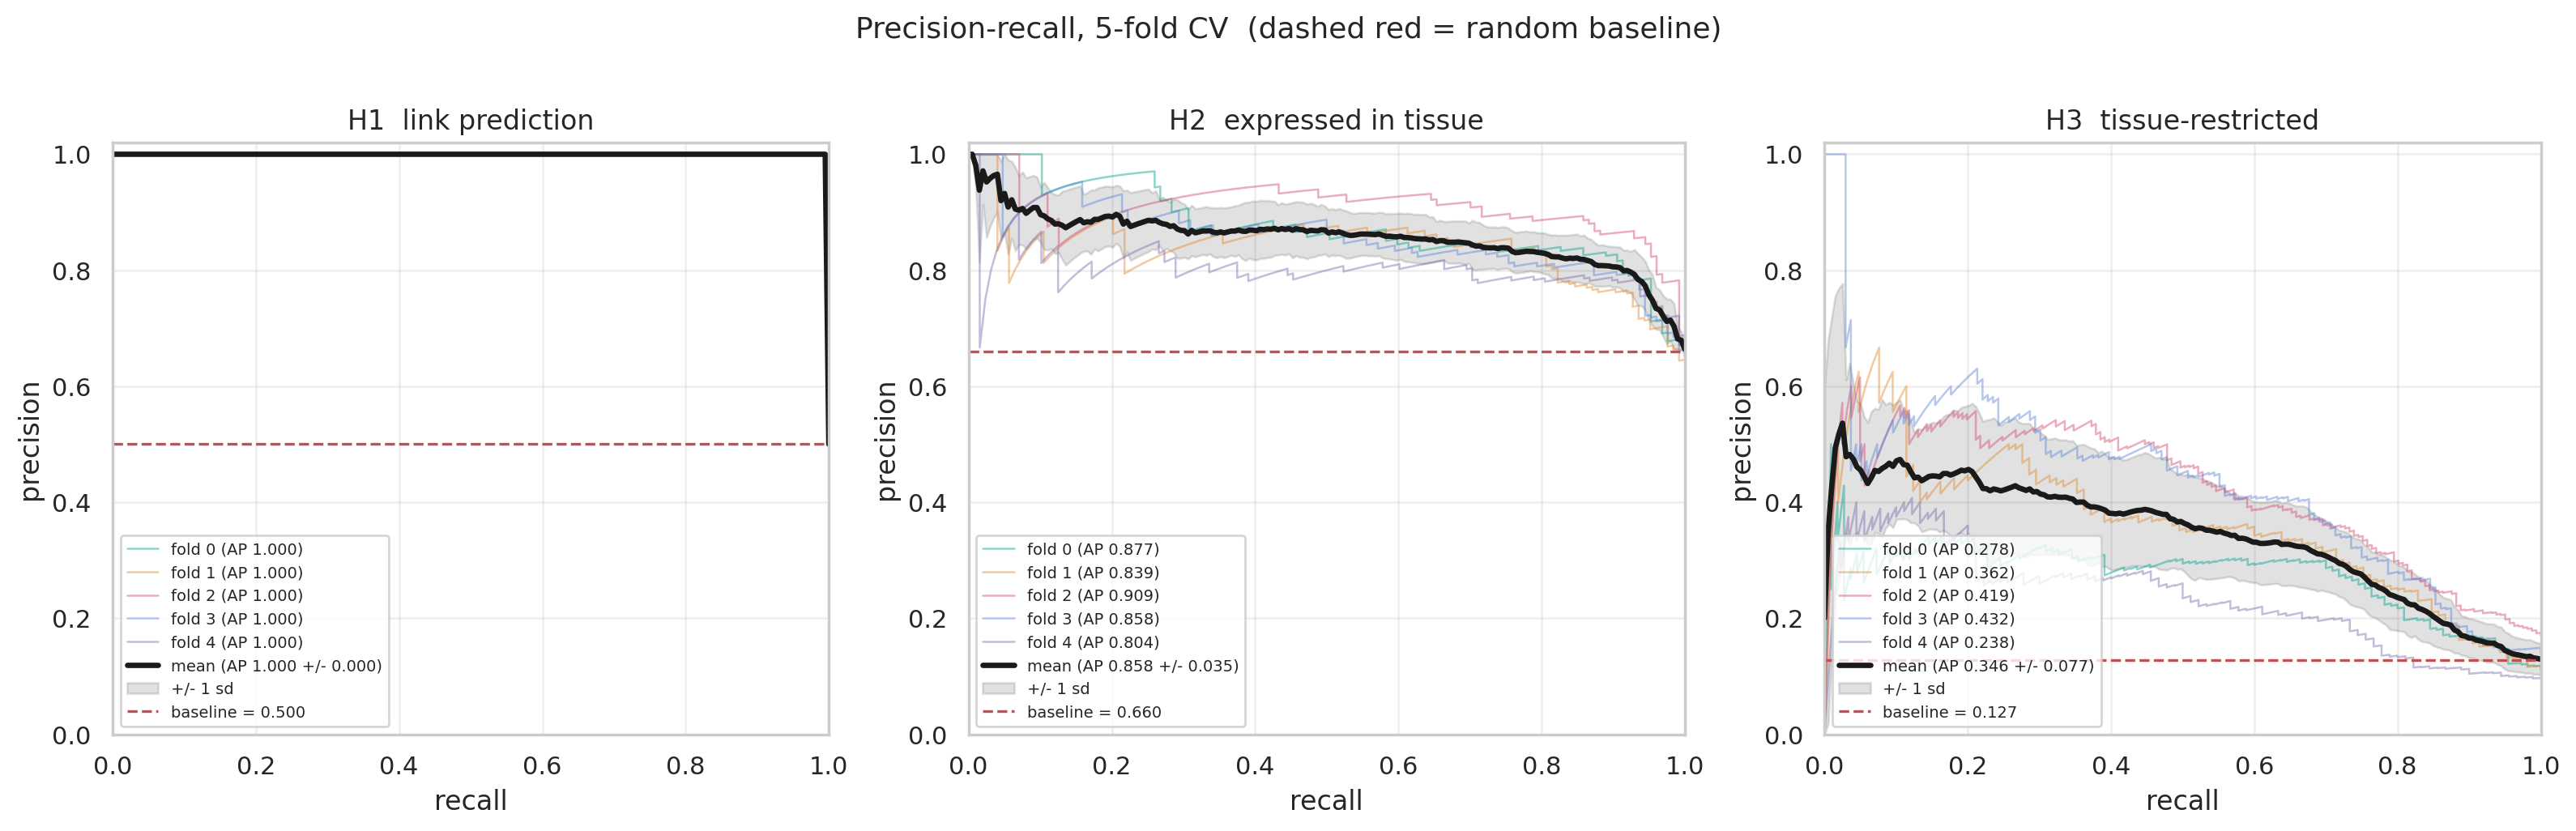 Precision-recall, 5-fold CV  (dashed red = random baseline)
H1  link prediction
precision
1.0
0.8
0.6
0.4
0.2
0.0
fold 0 (AP 1.000)
fold 1 (AP 1.000)
fold 2 (AP 1.000)
fold 3 (AP 1.000)
fold 4 (AP 1.000)
mean (AP 1.000 +/- 0.000)
+/- 1 sd
baseline = 0.500
0.0 0.2 0.4 0.6 0.8 1.0
recall
H2  expressed in tissue
precision
1.0
0.8
0.6
0.4
0.2
0.0
fold 0 (AP 0.877)
fold 1 (AP 0.839)
fold 2 (AP 0.909)
fold 3 (AP 0.858)
fold 4 (AP 0.804)
mean (AP 0.858 +/- 0.035)
+/- 1 sd
baseline = 0.660
0.0 0.2 0.4 0.6 0.8 1.0
recall
H3  tissue-restricted
precision
1.0
0.8
0.6
0.4
0.2
0.0
fold 0 (AP 0.278)
fold 1 (AP 0.362)
fold 2 (AP 0.419)
fold 3 (AP 0.432)
fold 4 (AP 0.238)
mean (AP 0.346 +/- 0.077)
+/- 1 sd
baseline = 0.127
0.0 0.2 0.4 0.6 0.8 1.0
recall